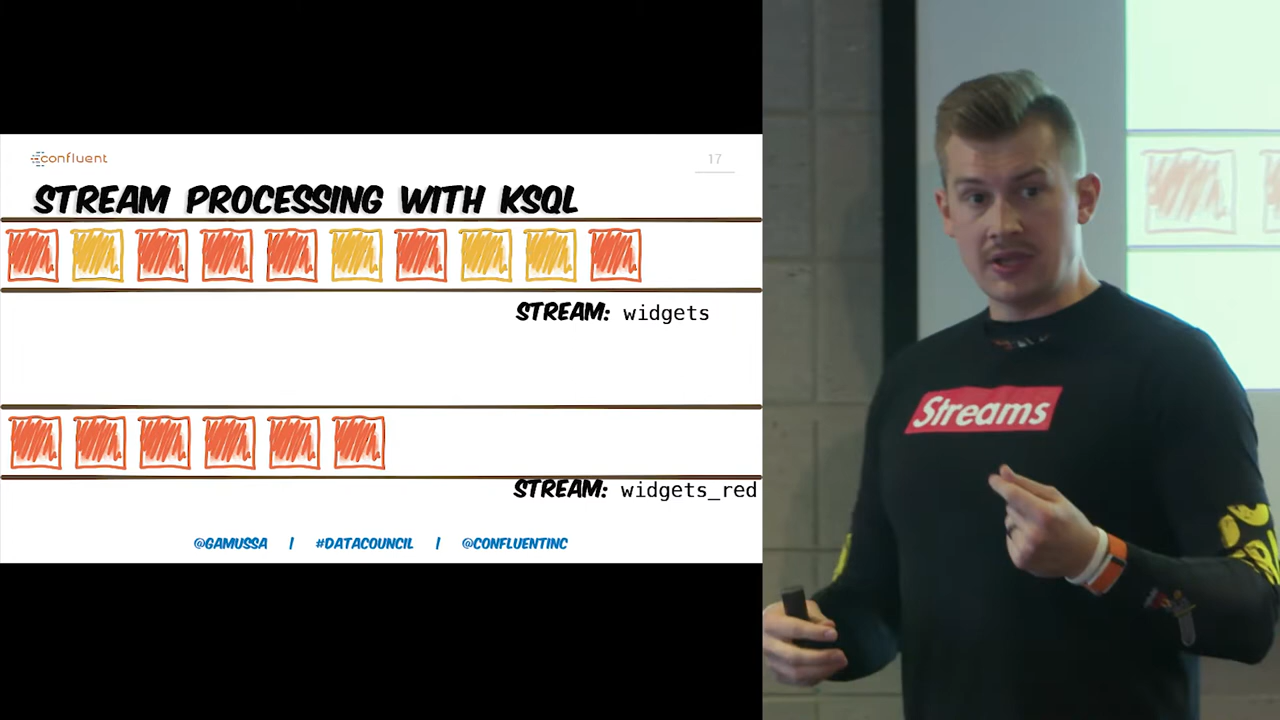 confluent
17
STREAM PROCESSING WITH KSQL
STREAM: widgets
STREAM: widgets_red
@GAMUSSA | #DATACOUNCIL | @CONFLUENTINC
Streams